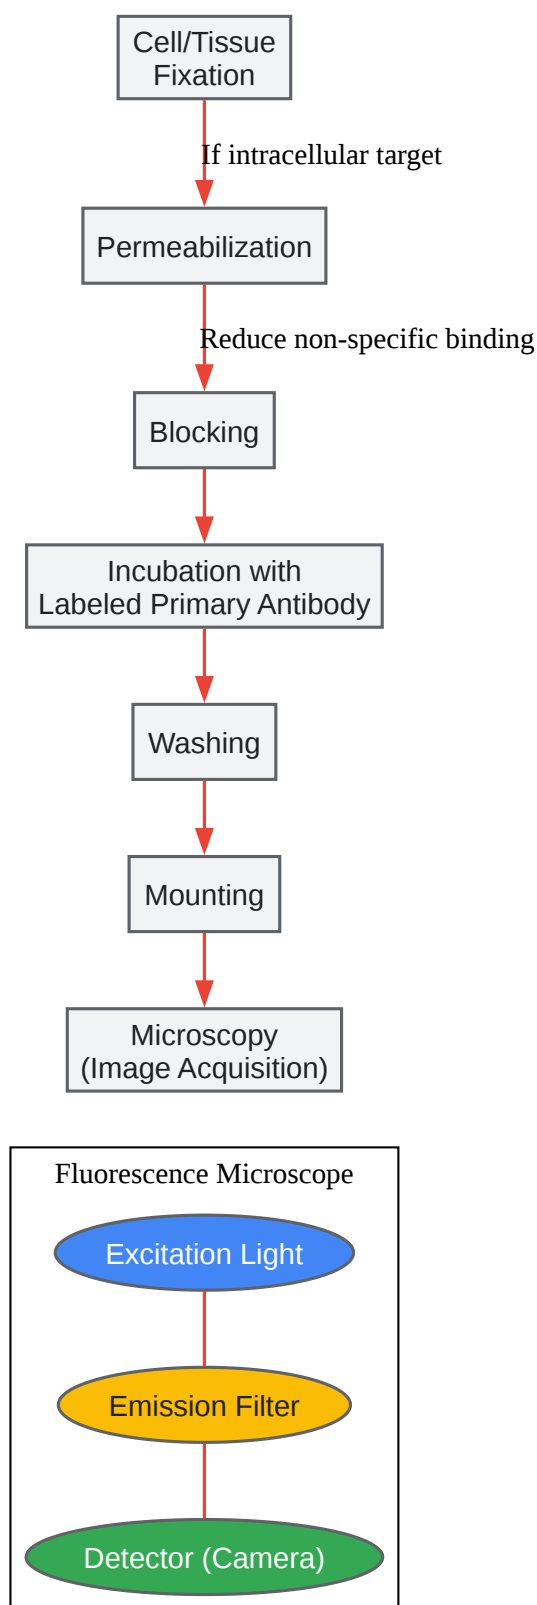 Cell/Tissue
Fixation
If intracellular target
Permeabilization
Reduce non-specific binding
Blocking
Incubation with
Labeled Primary Antibody
Washing
Mounting
Microscopy
(Image Acquisition)
Fluorescence Microscope
Excitation Light
Emission Filter
Detector (Camera)